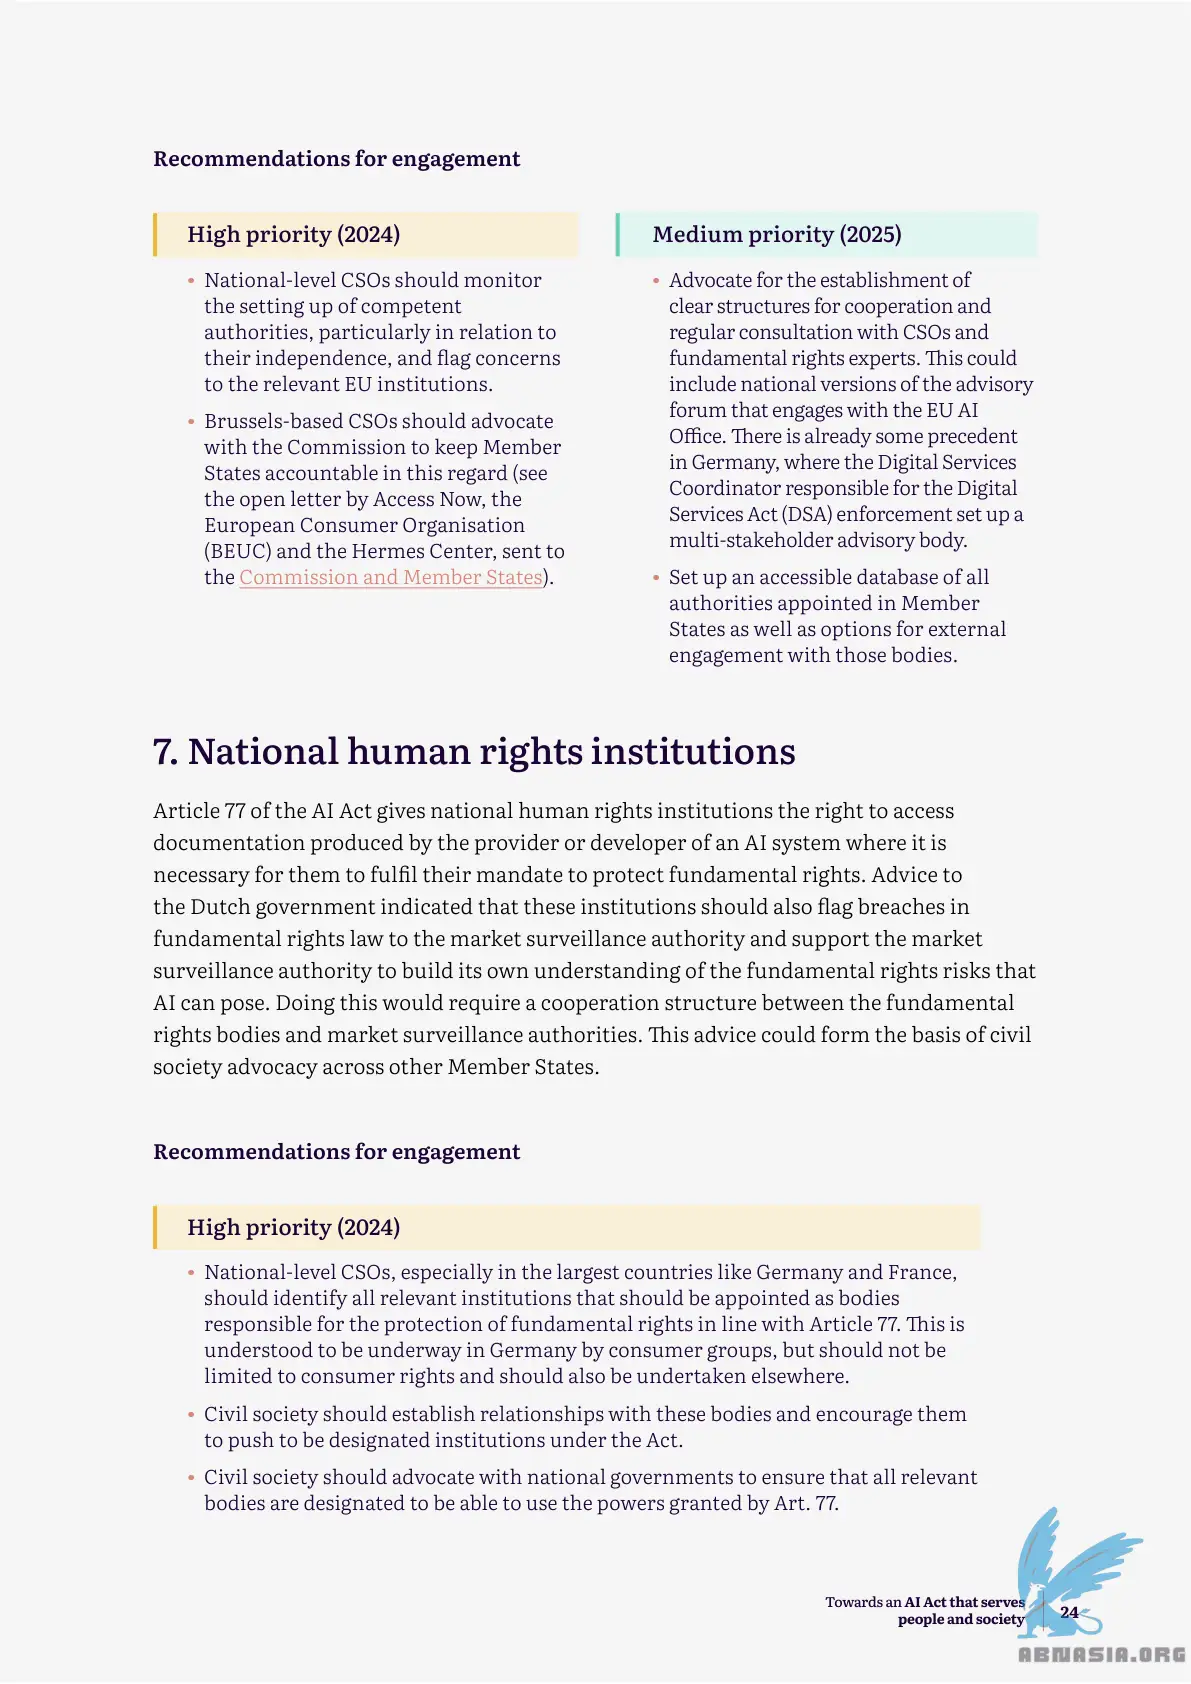 Recommendations for engagement
High priority (2024)
• National-level CSOs should monitor
the setting up of competent
authorities, particularly in relation to
their independence, and flag concerns
to the relevant EU institutions.
• Brussels-based CSOs should advocate
with the Commission to keep Member
States accountable in this regard (see
the open letter by Access Now, the
European Consumer Organisation
(BEUC) and the Hermes Center, sent to
the Commission and Member States).
Medium priority (2025)
• Advocate for the establishment of
clear structures for cooperation and
regular consultation with CSOs and
fundamental rights experts. This could
include national versions of the advisory
forum that engages with the EU AI
Office. There is already some precedent
in Germany, where the Digital Services
Coordinator responsible for the Digital
Services Act (DSA) enforcement set up a
multi-stakeholder advisory body.
• Set up an accessible database of all
authorities appointed in Member
States as well as options for external
engagement with those bodies.
7. National human rights institutions
Article 77 of the AI Act gives national human rights institutions the right to access
documentation produced by the provider or developer of an AI system where it is
necessary for them to fulfil their mandate to protect fundamental rights. Advice to
the Dutch government indicated that these institutions should also flag breaches in
fundamental rights law to the market surveillance authority and support the market
surveillance authority to build its own understanding of the fundamental rights risks that
AI can pose. Doing this would require a cooperation structure between the fundamental
rights bodies and market surveillance authorities. This advice could form the basis of civil
society advocacy across other Member States.
Recommendations for engagement
High priority (2024)
• National-level CSOs, especially in the largest countries like Germany and France,
should identify all relevant institutions that should be appointed as bodies
responsible for the protection of fundamental rights in line with Article 77. This is
understood to be underway in Germany by consumer groups, but should not be
limited to consumer rights and should also be undertaken elsewhere.
• Civil society should establish relationships with these bodies and encourage them
to push to be designated institutions under the Act.
• Civil society should advocate with national governments to ensure that all relevant
bodies are designated to be able to use the powers granted by Art. 77.
Towards an AI Act that serves
people and society
24
ABNASIA.ORG